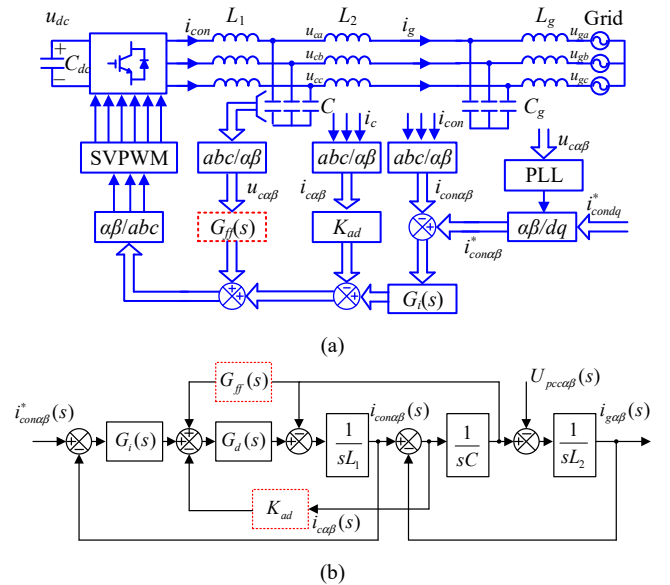 u_dc i_con L_1 L_2 i_g L_g Grid
u_ca u_ga
+ C_dc −
u_cb u_gb
u_cc u_gc
C i_c i_con C_g
SVPWM abc/αβ abc/αβ abc/αβ u_cαβ
PLL
u_cαβ i_cαβ i_conαβ i*_condq
αβ/abc G_ff(s) K_ad − + αβ/dq
i*_conαβ
+ + − + G_i(s)
(a)
G_ff(s) U_pccαβ(s)
i*_conαβ(s) i_conαβ(s) i_gαβ(s)
G_i(s) G_d(s) 1/sL_1 1/sC 1/sL_2
K_ad i_cαβ(s)
(b)